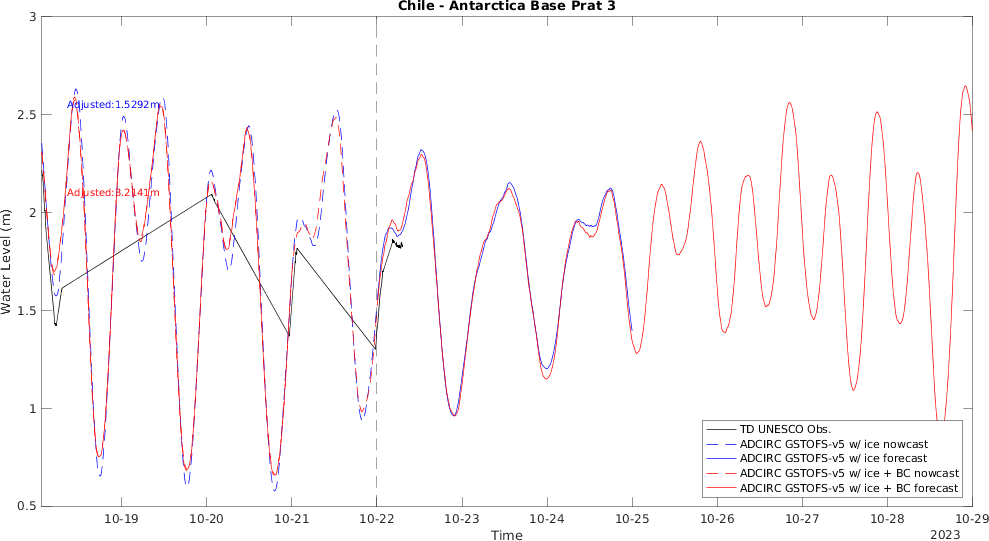 Chile - Antarctica Base Prat 3
3
2.5
2
1.5
1
0.5
Water Level (m)
Adjusted:1.5292m
Adjusted:3.2141m
TD UNESCO Obs.
ADCIRC GSTOFS-v5 w/ ice nowcast
ADCIRC GSTOFS-v5 w/ ice forecast
ADCIRC GSTOFS-v5 w/ ice + BC nowcast
ADCIRC GSTOFS-v5 w/ ice + BC forecast
10-19 10-20 10-21 10-22 10-23 10-24 10-25 10-26 10-27 10-28 10-29
Time
2023